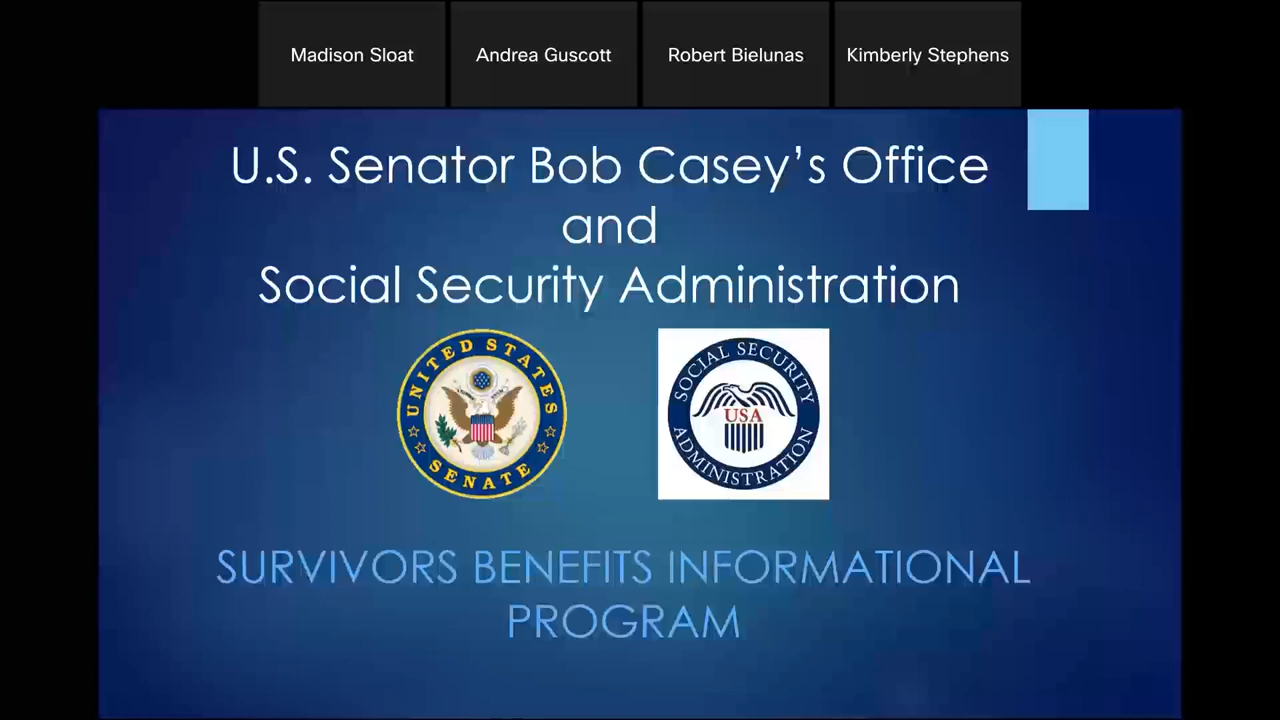 Madison Sloat
Andrea Guscott
Robert Bielunas
Kimberly Stephens
U.S. Senator Bob Casey’s Office
and
Social Security Administration
UNITED STATES
SENATE
SOCIAL SECURITY
USA
ADMINISTRATION
SURVIVORS BENEFITS INFORMATIONAL
PROGRAM